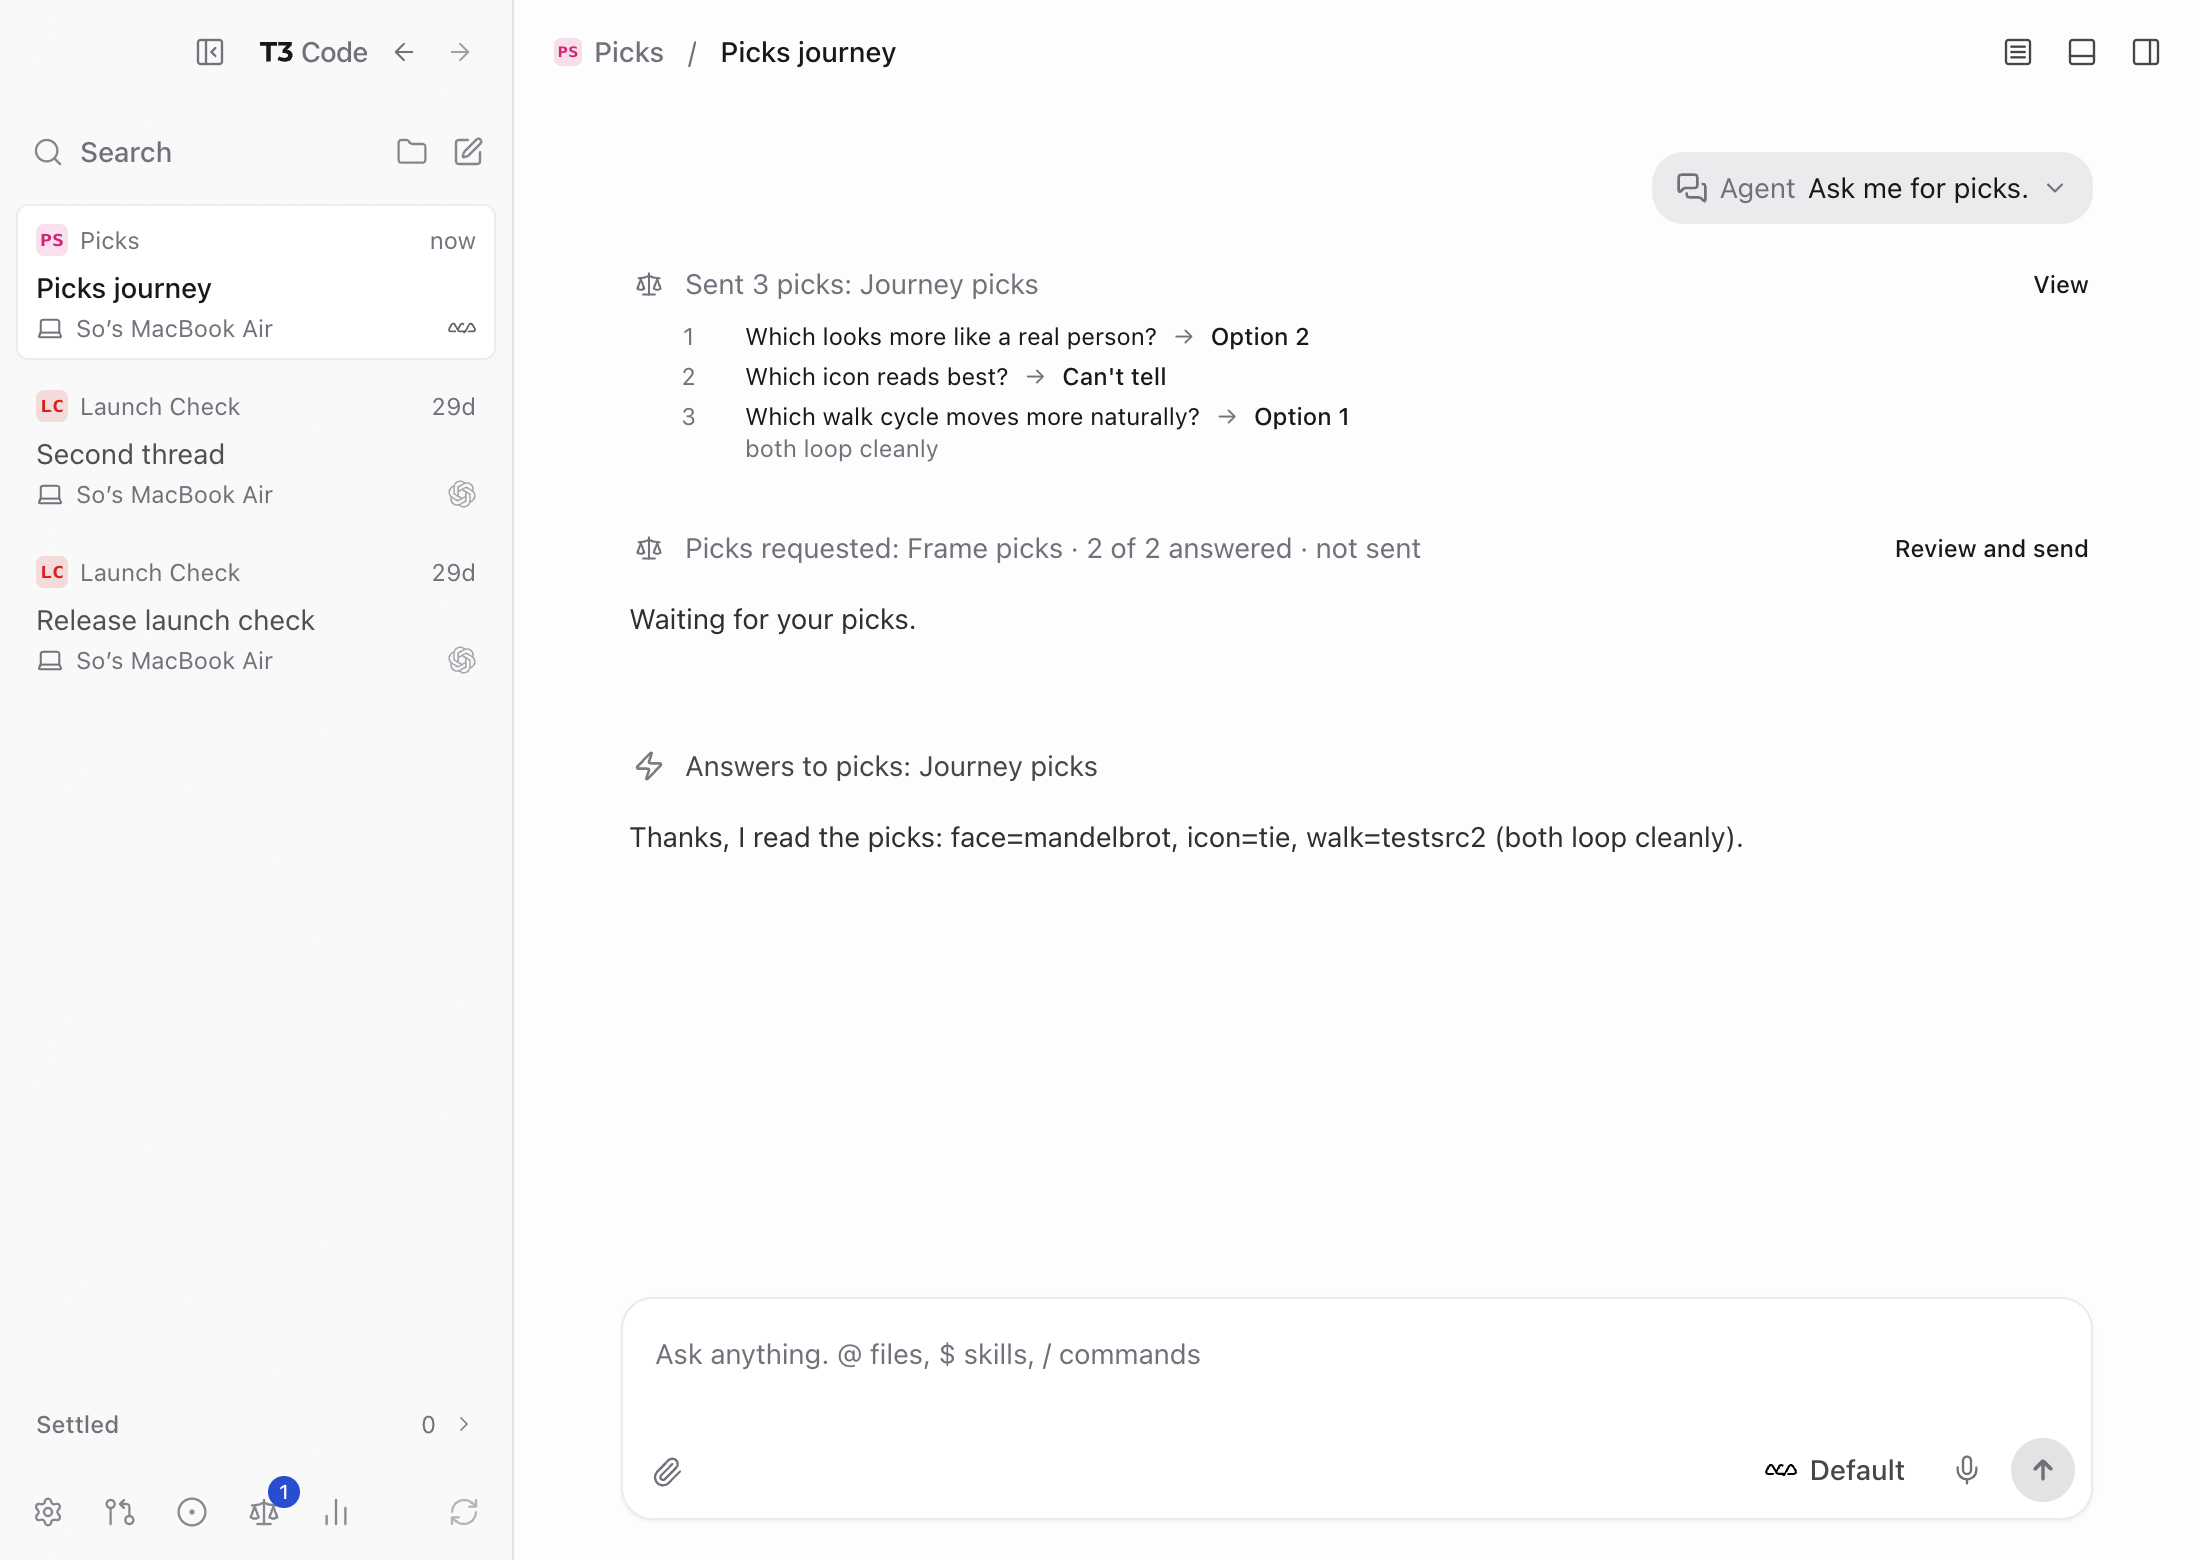 T3 Code
Search
PS Picks now
Picks journey
So’s MacBook Air
LC Launch Check 29d
Second thread
So’s MacBook Air
LC Launch Check 29d
Release launch check
So’s MacBook Air
Settled 0
1
PS Picks / Picks journey
Agent Ask me for picks.
Sent 3 picks: Journey picks View
1 Which looks more like a real person? → Option 2
2 Which icon reads best? → Can't tell
3 Which walk cycle moves more naturally? → Option 1
both loop cleanly
Picks requested: Frame picks · 2 of 2 answered · not sent Review and send
Waiting for your picks.
Answers to picks: Journey picks
Thanks, I read the picks: face=mandelbrot, icon=tie, walk=testsrc2 (both loop cleanly).
Ask anything. @ files, $ skills, / commands
Default